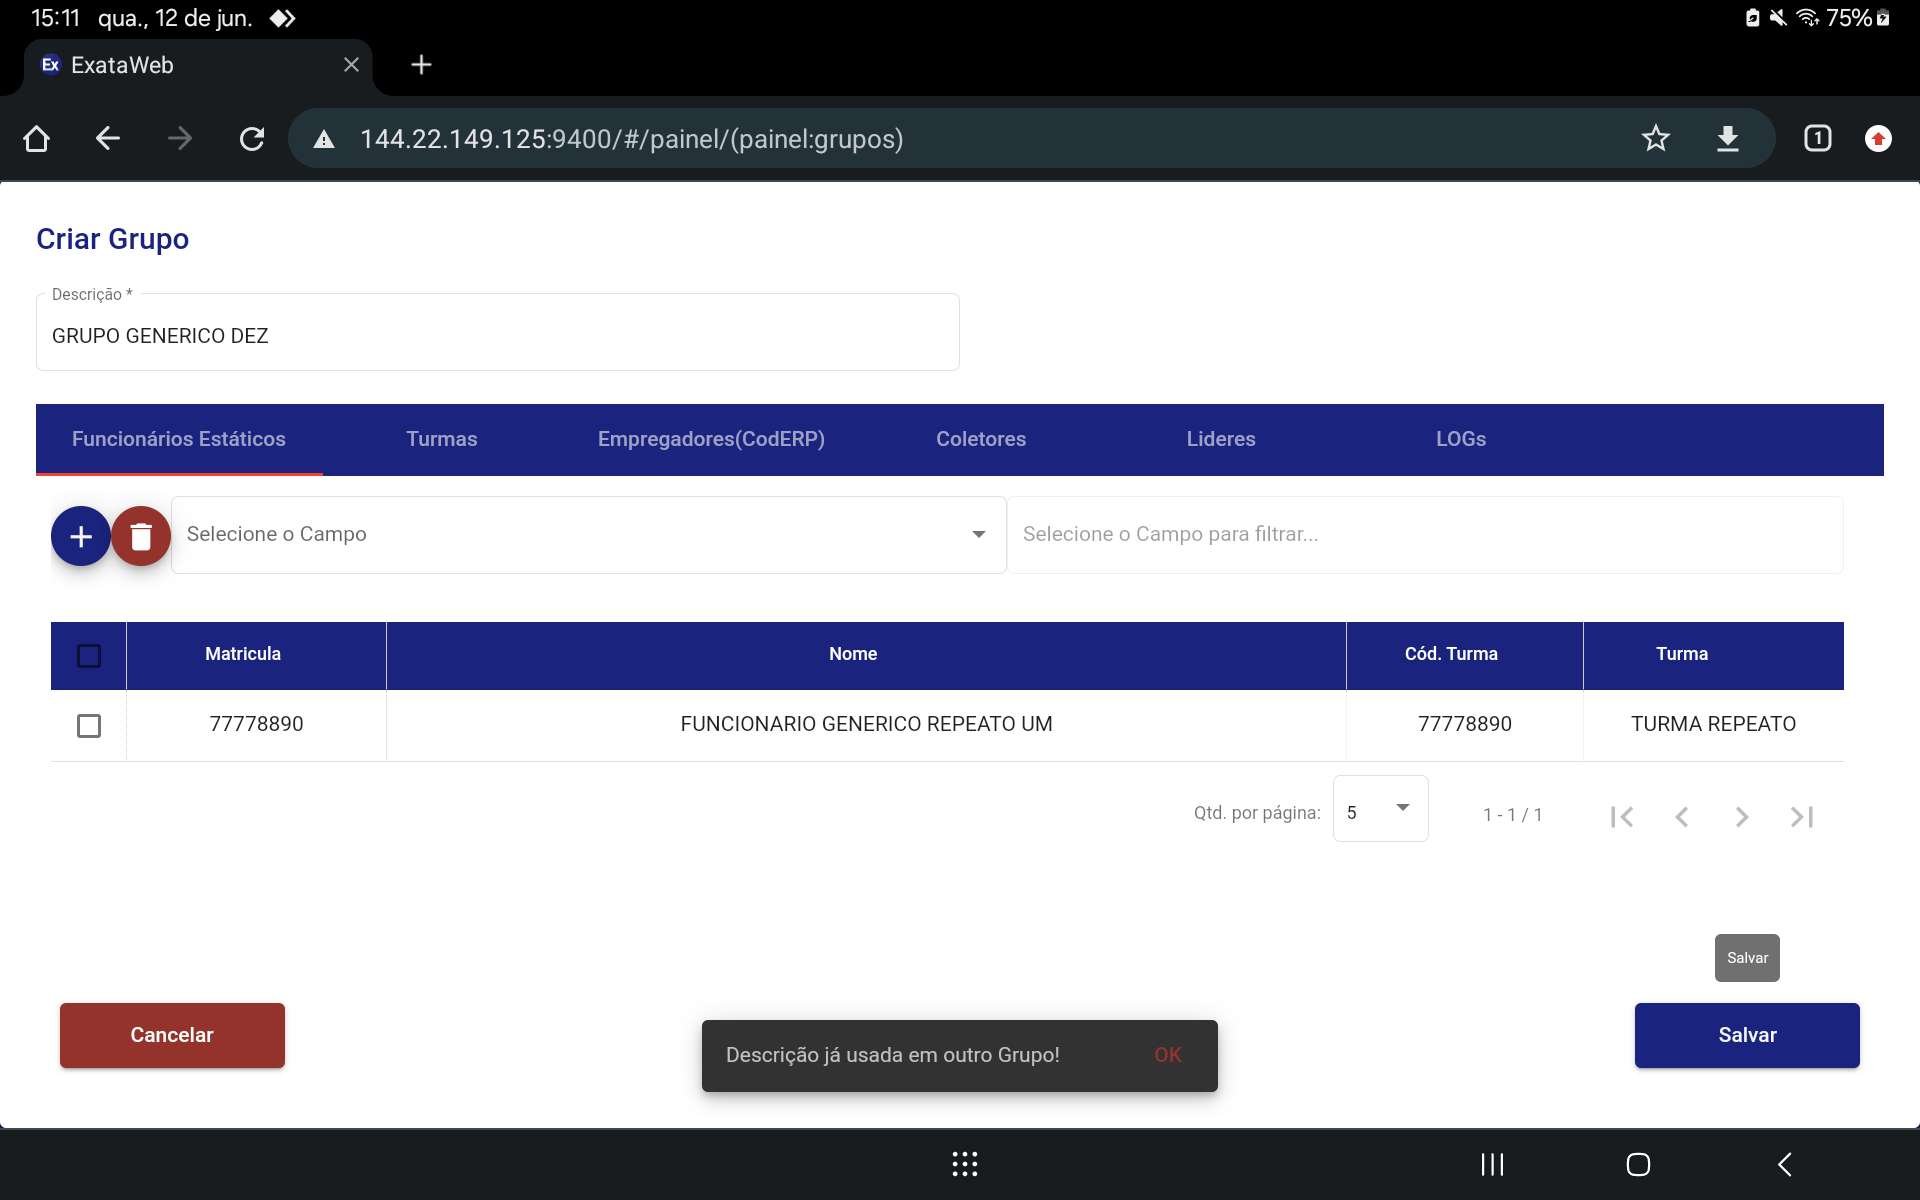 15:11 qua., 12 de jun.
75%
Ex ExataWeb
144.22.149.125:9400/#/painel/(painel:grupos)
1
Criar Grupo
Descrição *
GRUPO GENERICO DEZ
Funcionários Estáticos Turmas Empregadores(CodERP) Coletores Lideres LOGs
Selecione o Campo Selecione o Campo para filtrar...
Matricula Nome Cód. Turma Turma
77778890 FUNCIONARIO GENERICO REPEATO UM 77778890 TURMA REPEATO
Qtd. por página: 5 1 - 1 / 1
Salvar
Cancelar Salvar
Descrição já usada em outro Grupo! OK